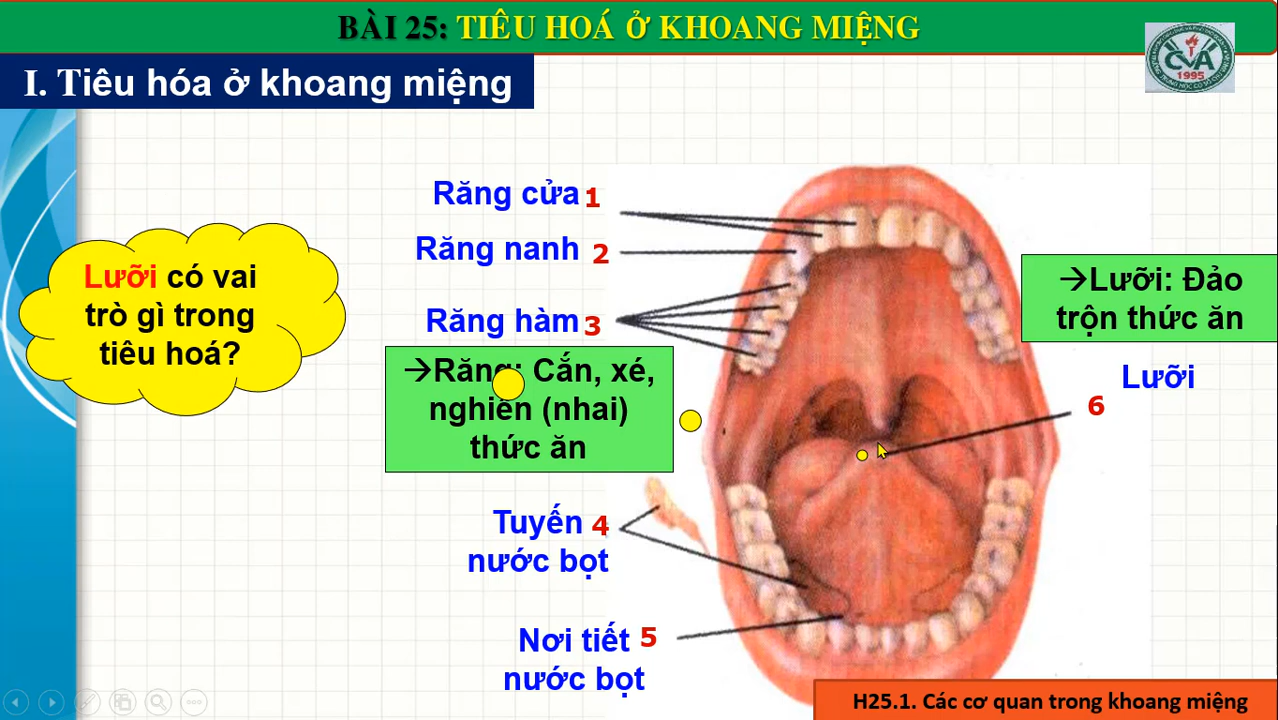 BÀI 25: TIÊU HOÁ Ở KHOANG MIỆNG
CVA
1995
I. Tiêu hóa ở khoang miệng
Răng cửa 1
Răng nanh 2
Răng hàm 3
Lưỡi có vai
trò gì trong
tiêu hoá?
→Răng: Cắn, xé,
nghiền (nhai)
thức ăn
→Lưỡi: Đảo
trộn thức ăn
Lưỡi
6
Tuyến 4
nước bọt
Nơi tiết 5
nước bọt
H25.1. Các cơ quan trong khoang miệng